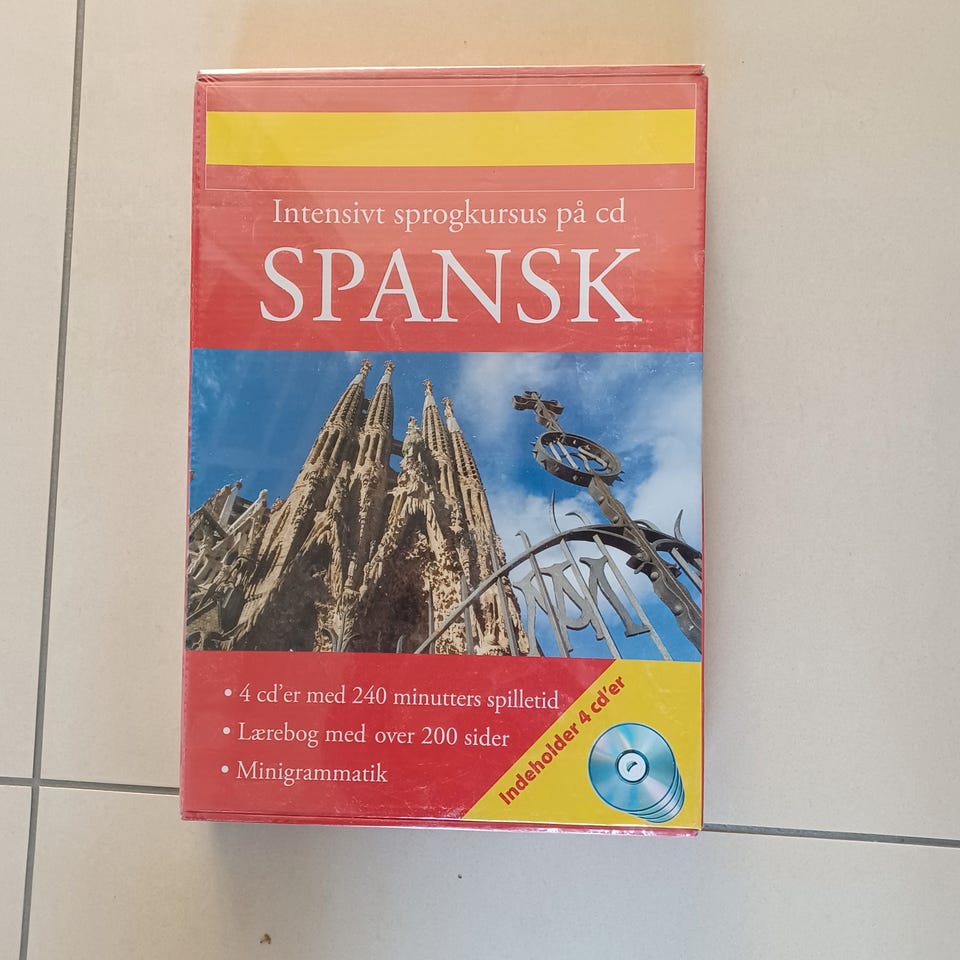 Intensivt sprogkursus på cd
SPANSK
• 4 cd'er med 240 minutters spilletid
• Lærebog med over 200 sider
• Minigrammatik
Indeholder 4 cd'er